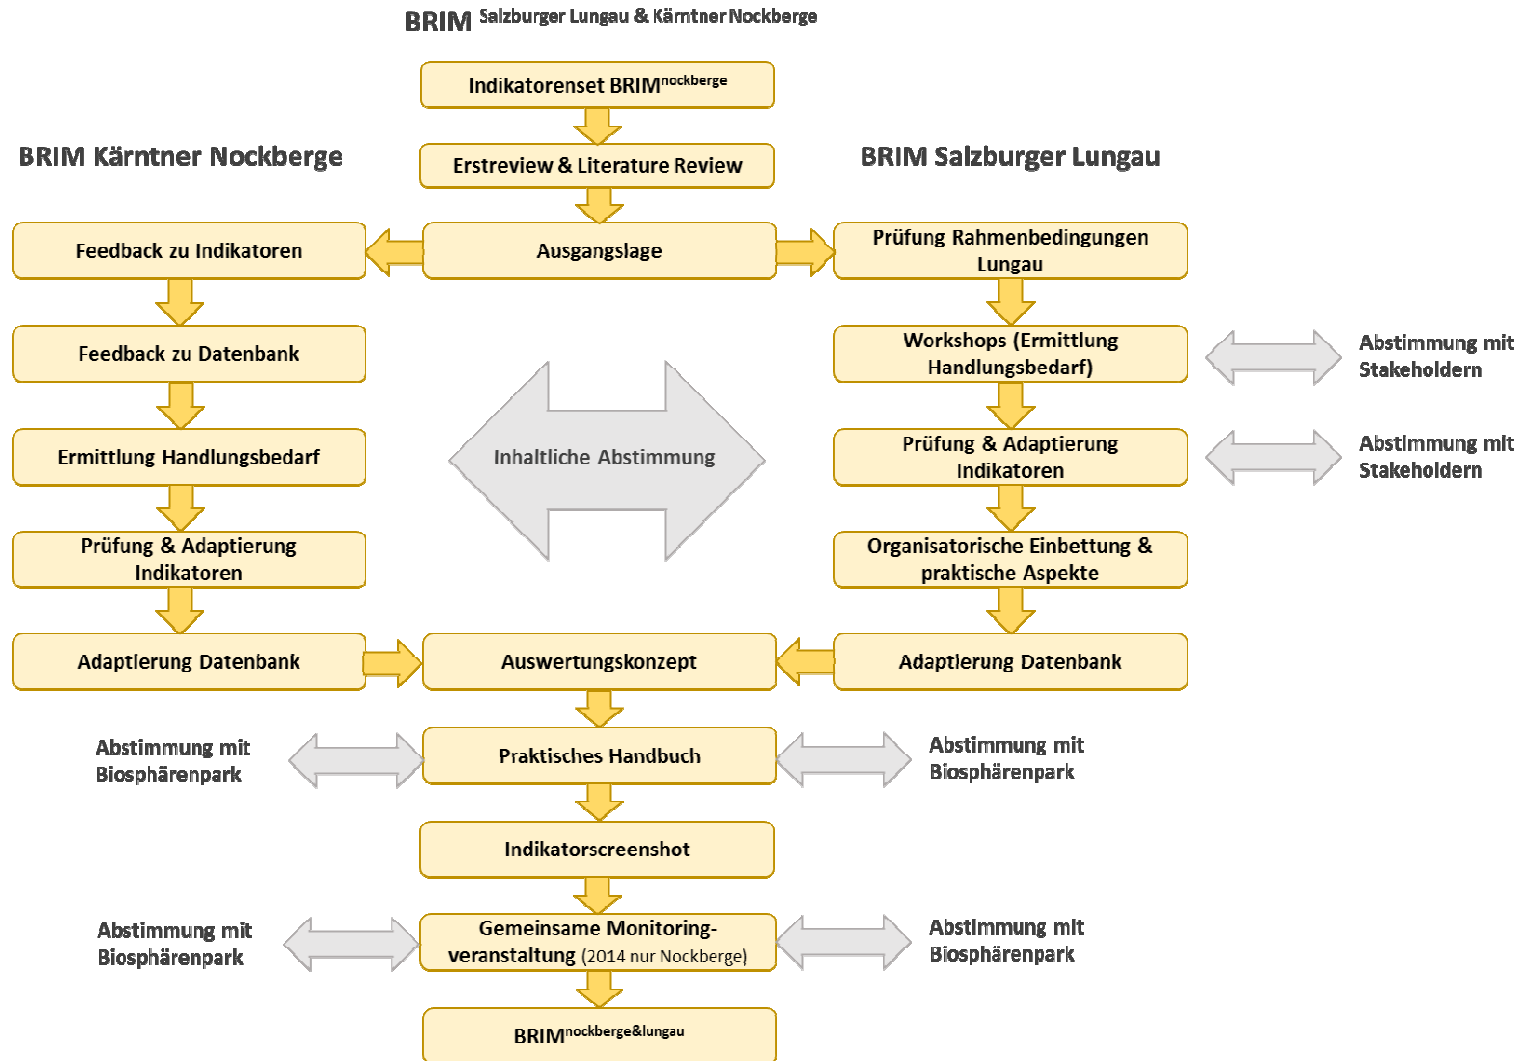 BRIM Salzburger Lungau & Kärntner Nockberge
Indikatorenset BRIMnockberge
BRIM Kärntner Nockberge
Erstreview & Literature Review
BRIM Salzburger Lungau
Feedback zu Indikatoren
Ausgangslage
Prüfung Rahmenbedingungen
Lungau
Feedback zu Datenbank
Workshops (Ermittlung
Handlungsbedarf)
Abstimmung mit
Stakeholdern
Ermittlung Handlungsbedarf
Inhaltliche Abstimmung
Prüfung & Adaptierung
Indikatoren
Abstimmung mit
Stakeholdern
Prüfung & Adaptierung
Indikatoren
Organisatorische Einbettung &
praktische Aspekte
Adaptierung Datenbank
Auswertungskonzept
Adaptierung Datenbank
Abstimmung mit
Biosphärenpark
Praktisches Handbuch
Abstimmung mit
Biosphärenpark
Indikatorscreenshot
Abstimmung mit
Biosphärenpark
Gemeinsame Monitoring-
veranstaltung (2014 nur Nockberge)
Abstimmung mit
Biosphärenpark
BRIMnockberge&lungau